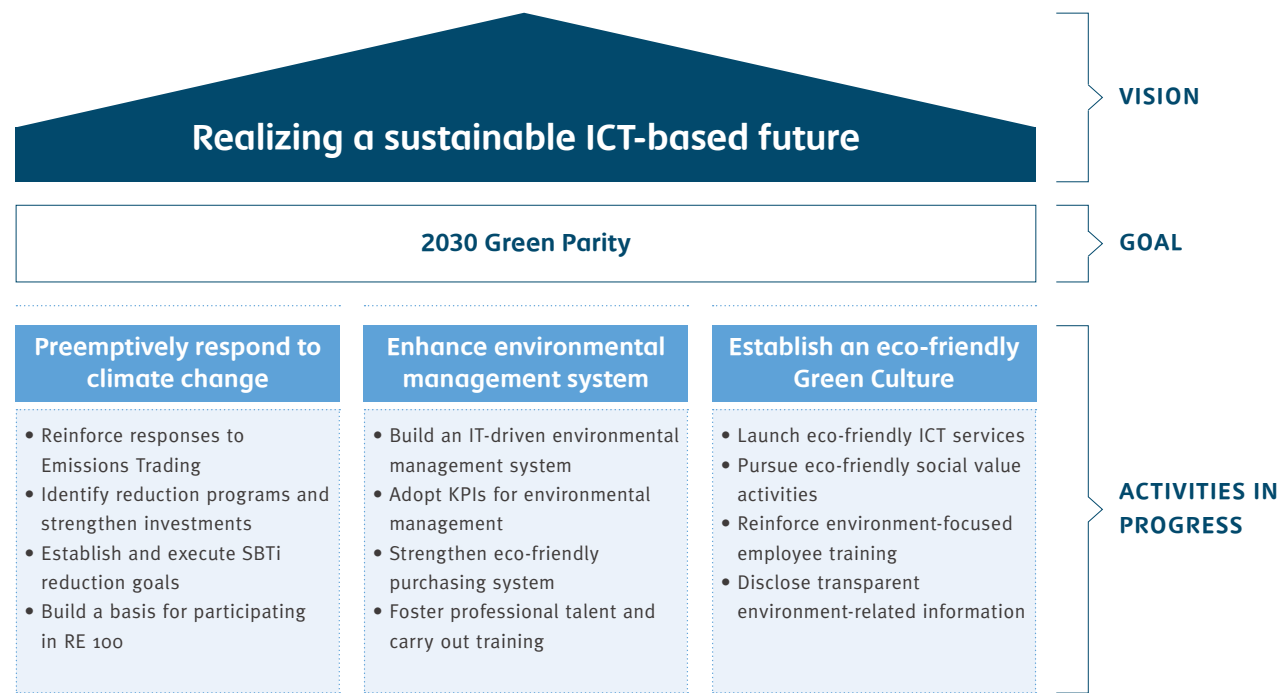 Realizing a sustainable ICT-based future
VISION
2030 Green Parity
GOAL
Preemptively respond to
climate change
• Reinforce responses to
Emissions Trading
• Identify reduction programs and
strengthen investments
• Establish and execute SBTi
reduction goals
• Build a basis for participating
in RE 100
Enhance environmental
management system
• Build an IT-driven environmental
management system
• Adopt KPIs for environmental
management
• Strengthen eco-friendly
purchasing system
• Foster professional talent and
carry out training
Establish an eco-friendly
Green Culture
• Launch eco-friendly ICT services
• Pursue eco-friendly social value
activities
• Reinforce environment-focused
employee training
• Disclose transparent
environment-related information
ACTIVITIES IN
PROGRESS